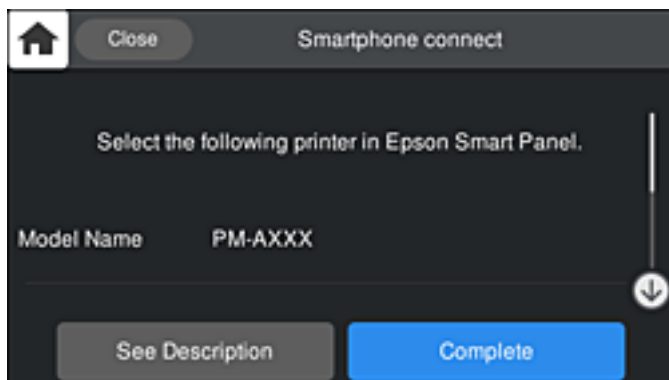 Close
Smartphone connect
Select the following printer in Epson Smart Panel.
Model Name PM-AXXX
See Description
Complete